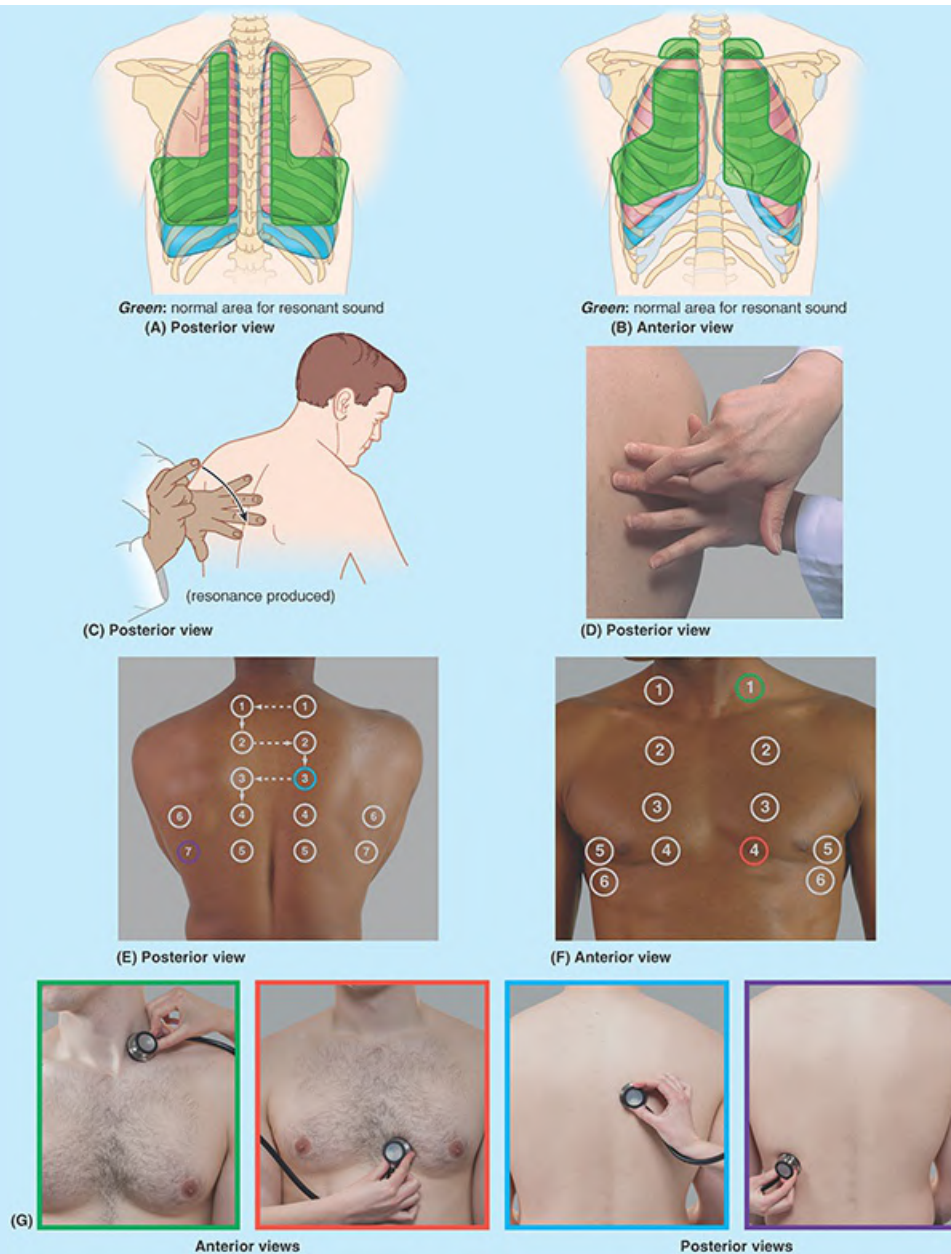 Green: normal area for resonant sound
(A) Posterior view
Green: normal area for resonant sound
(B) Anterior view
(resonance produced)
(C) Posterior view
(D) Posterior view
1 1
2 2
3 3
6 4 4 6
7 5 5 7
(E) Posterior view
1 1
2 2
3 3
5 4 4 5
6 6
(F) Anterior view
(G)
Anterior views
Posterior views